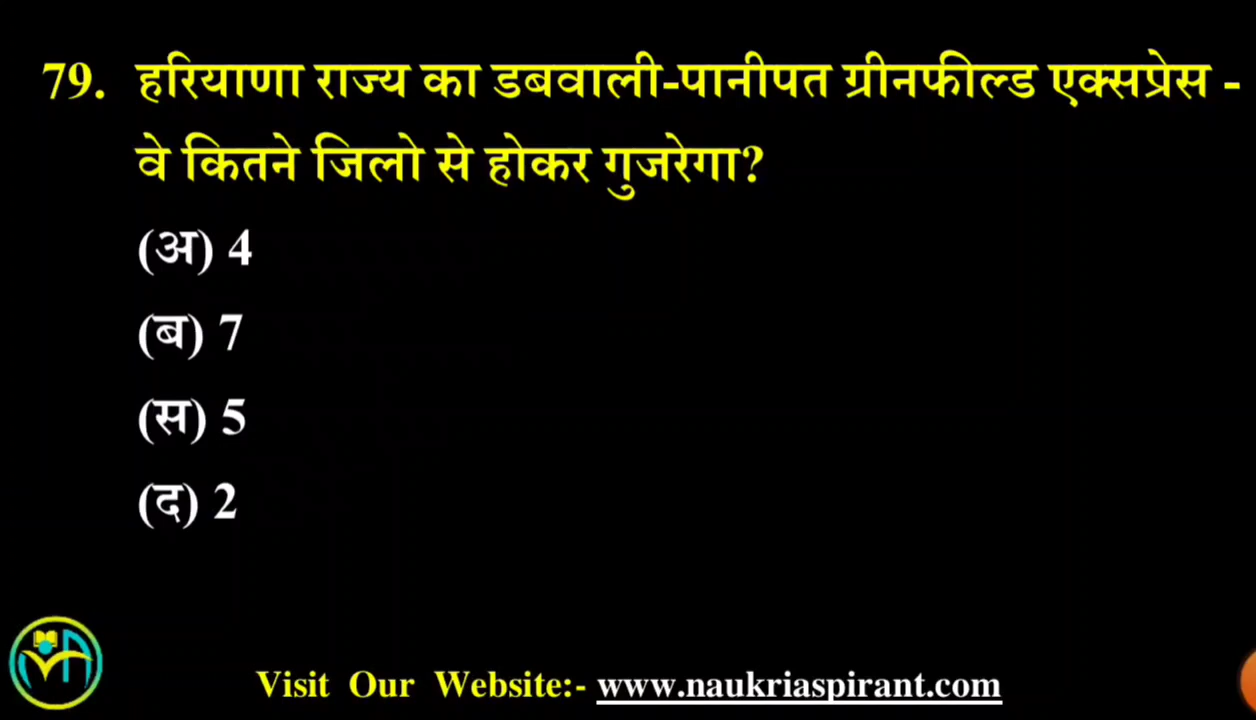 79. हरियाणा राज्य का डबवाली-पानीपत ग्रीनफील्ड एक्सप्रेस -
वे कितने जिलो से होकर गुजरेगा?
(अ) 4
(ब) 7
(स) 5
(द) 2
Visit Our Website:- www.naukriaspirant.com